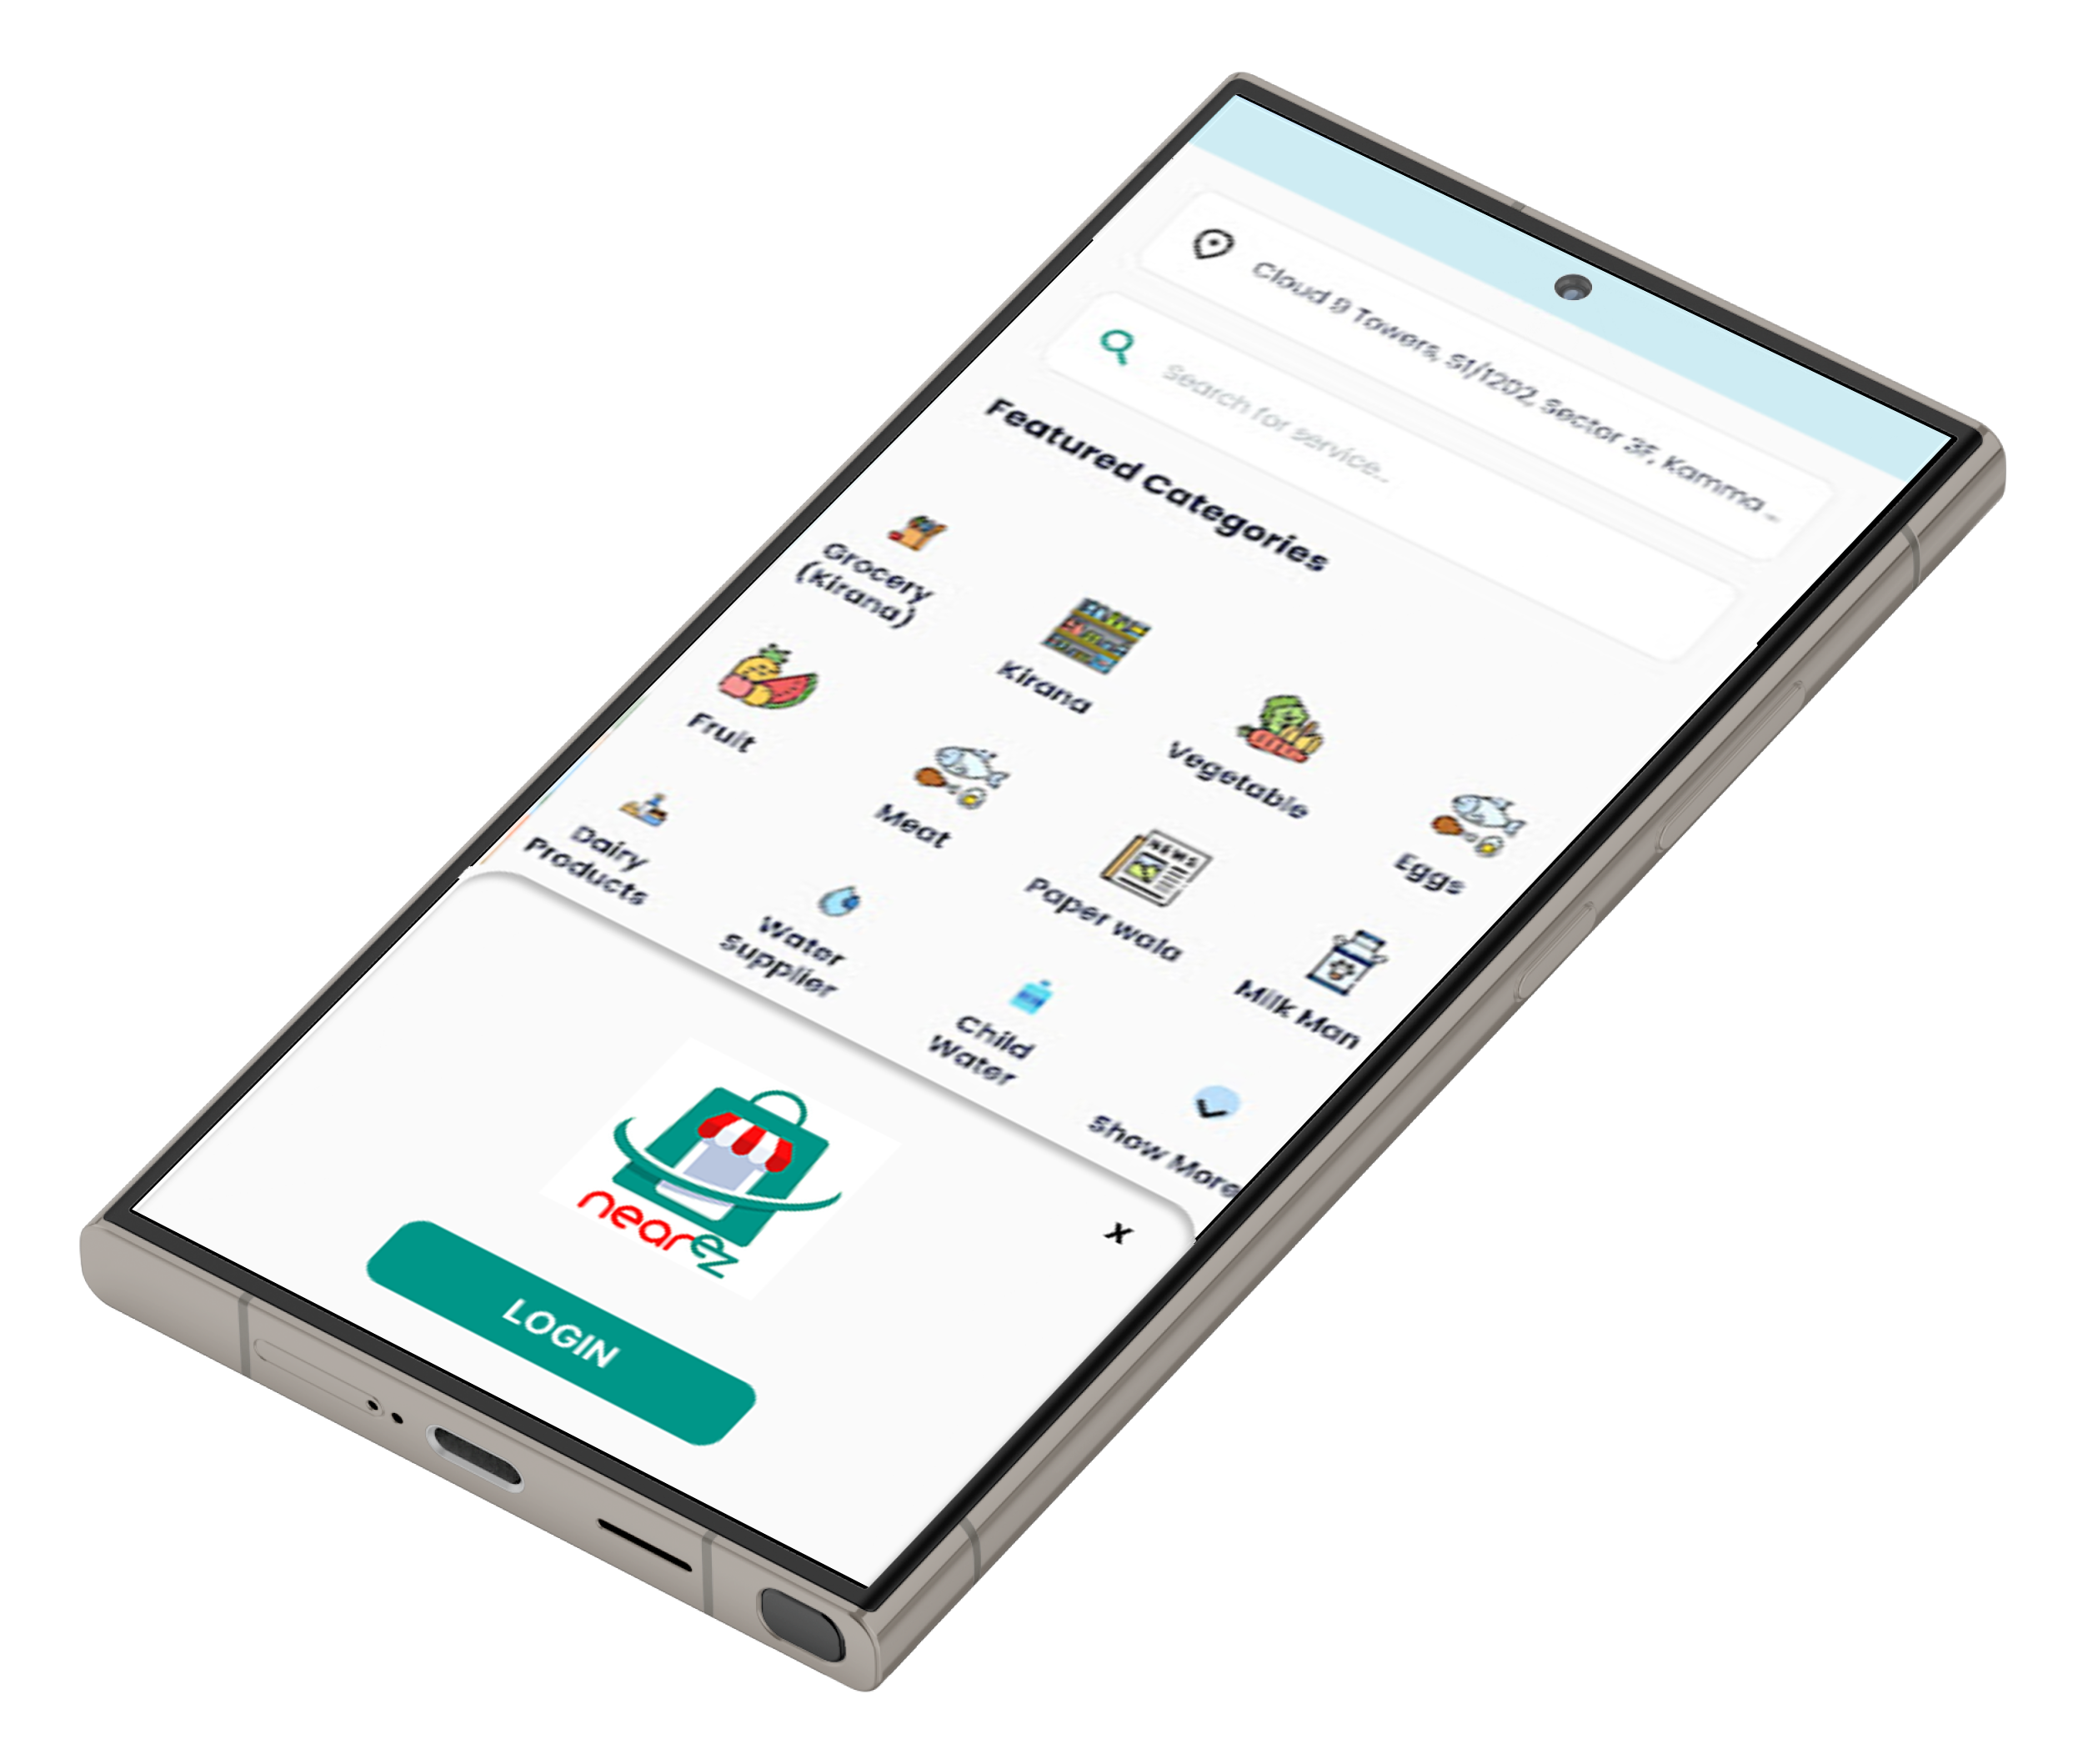 Cloud 9 Towers, S1/1202, Sector 3F, Kamma...
Search for service..
Featured Categories
Grocery
(Kirana)
Kirana
Vegetable
Eggs
Fruit
Meat
NEWS
Paper wala
Milk Man
Dairy
Products
Water
Supplier
Child
Water
Show More
X
nearEz
LOGIN